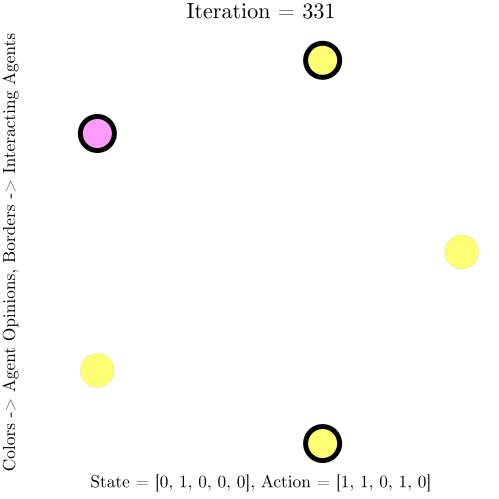 Iteration = 331
Colors -> Agent Opinions, Borders -> Interacting Agents
State = [0, 1, 0, 0, 0], Action = [1, 1, 0, 1, 0]